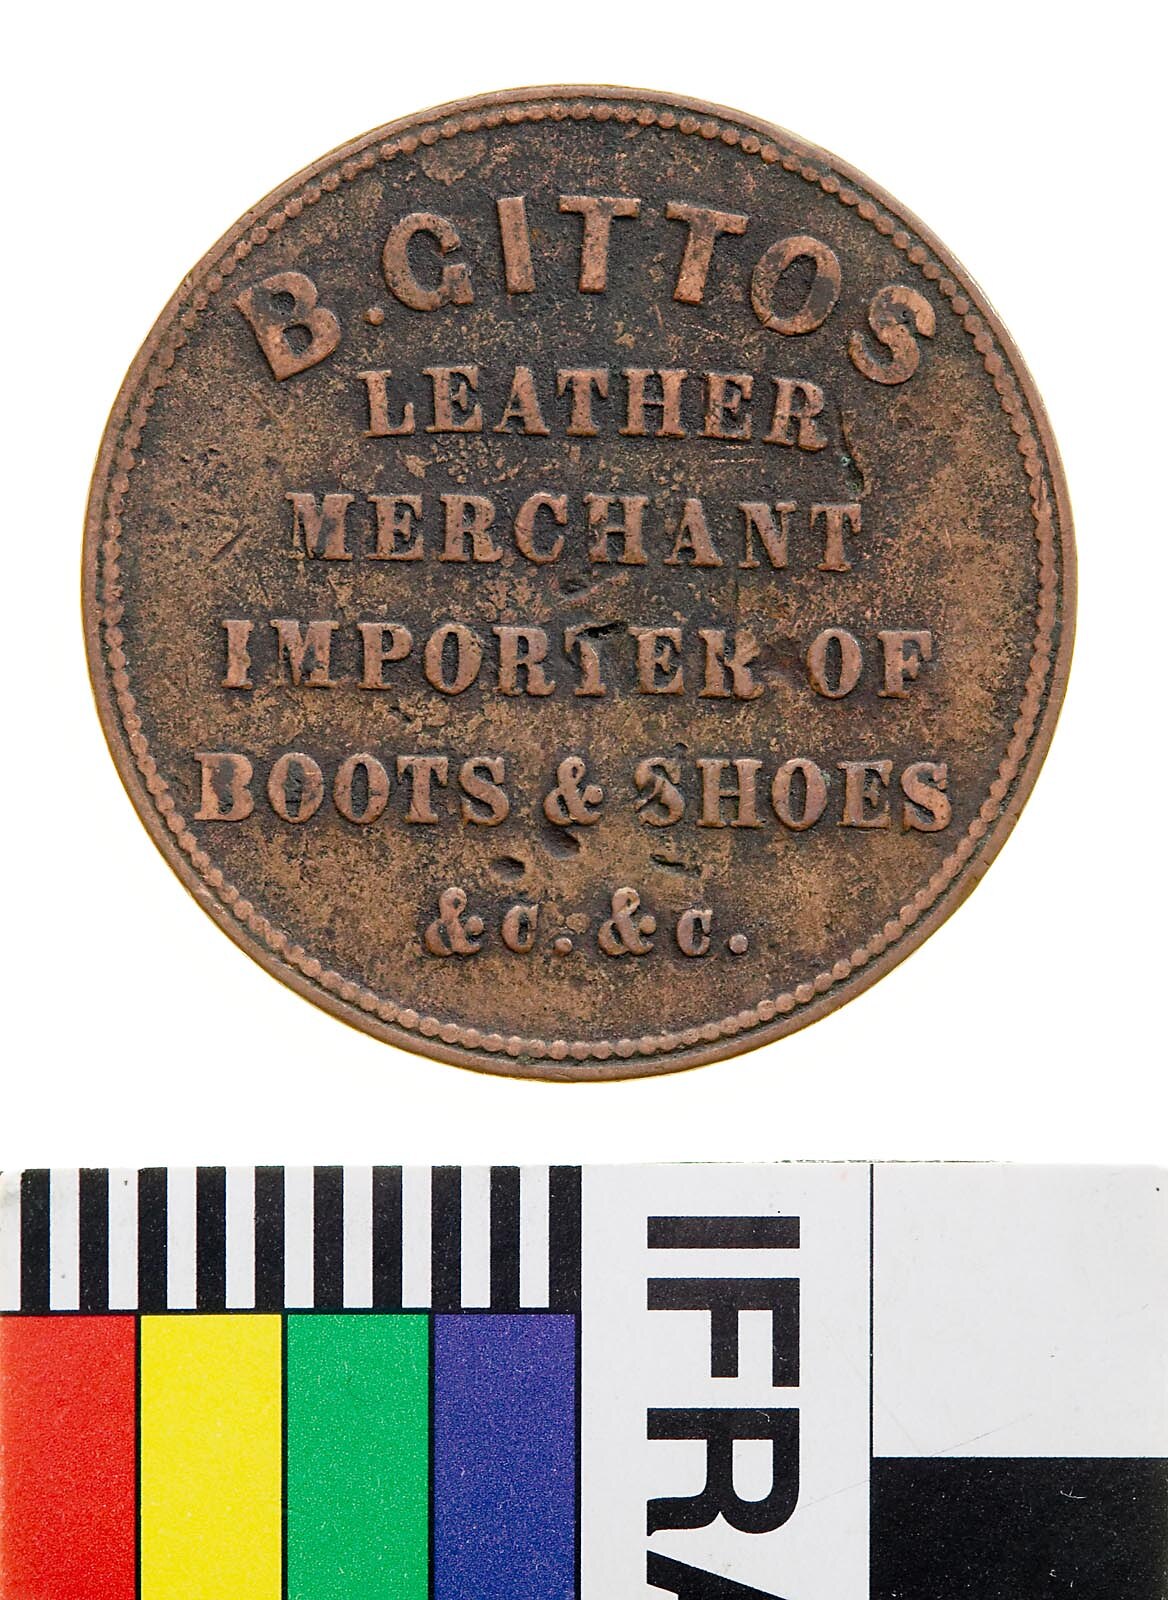 B. GITTOS
LEATHER
MERCHANT
IMPORTER OF
BOOTS & SHOES
&c. &c.
IFRA